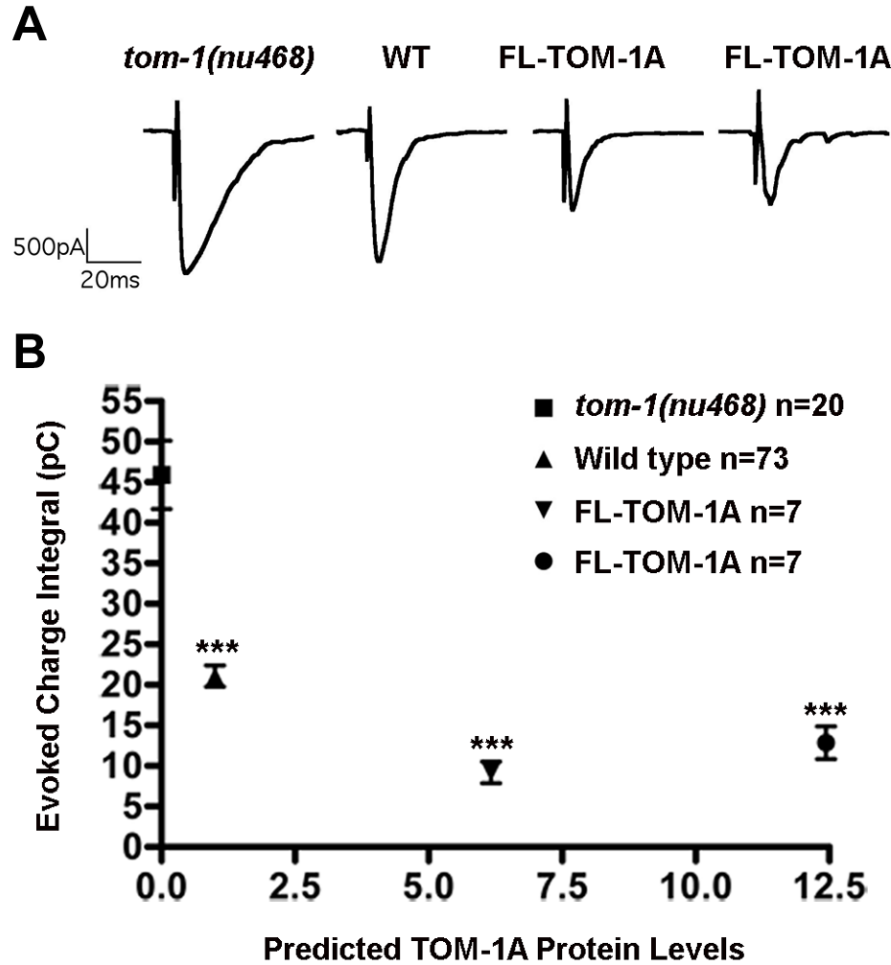 A
tom-1(nu468) WT FL-TOM-1A FL-TOM-1A
500pA
20ms
B
Evoked Charge Integral (pC)
55
50
45
40
35
30
25
20
15
10
5
0
tom-1(nu468) n=20
Wild type n=73
FL-TOM-1A n=7
FL-TOM-1A n=7
***
***
***
0.0 2.5 5.0 7.5 10.0 12.5
Predicted TOM-1A Protein Levels